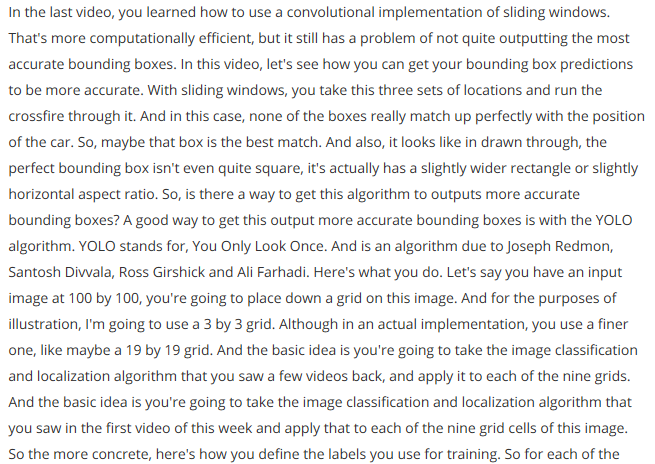 In the last video, you learned how to use a convolutional implementation of sliding windows.
That's more computationally efficient, but it still has a problem of not quite outputting the most
accurate bounding boxes. In this video, let's see how you can get your bounding box predictions
to be more accurate. With sliding windows, you take this three sets of locations and run the
crossfire through it. And in this case, none of the boxes really match up perfectly with the position
of the car. So, maybe that box is the best match. And also, it looks like in drawn through, the
perfect bounding box isn't even quite square, it's actually has a slightly wider rectangle or slightly
horizontal aspect ratio. So, is there a way to get this algorithm to outputs more accurate
bounding boxes? A good way to get this output more accurate bounding boxes is with the YOLO
algorithm. YOLO stands for, You Only Look Once. And is an algorithm due to Joseph Redmon,
Santosh Divvala, Ross Girshick and Ali Farhadi. Here's what you do. Let's say you have an input
image at 100 by 100, you're going to place down a grid on this image. And for the purposes of
illustration, I'm going to use a 3 by 3 grid. Although in an actual implementation, you use a finer
one, like maybe a 19 by 19 grid. And the basic idea is you're going to take the image classification
and localization algorithm that you saw a few videos back, and apply it to each of the nine grids.
And the basic idea is you're going to take the image classification and localization algorithm that
you saw in the first video of this week and apply that to each of the nine grid cells of this image.
So the more concrete, here's how you define the labels you use for training. So for each of the